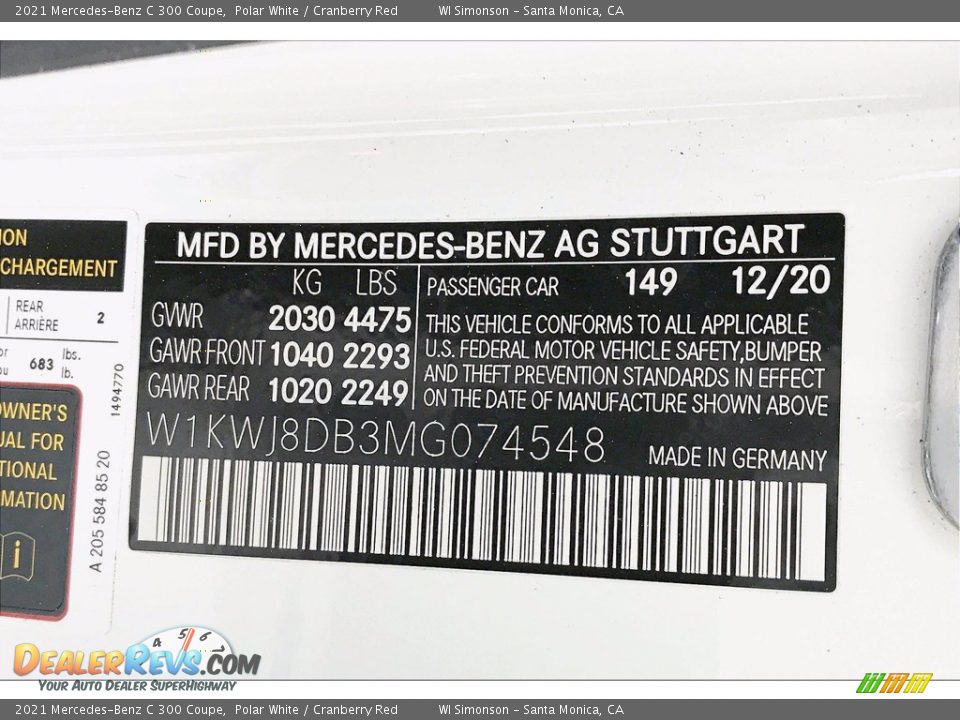 2021 Mercedes-Benz C 300 Coupe, Polar White / Cranberry Red WI Simonson - Santa Monica, CA
MFD BY MERCEDES-BENZ AG STUTTGART
KG LBS
GVWR 2030 4475
GAWR FRONT 1040 2293
GAWR REAR 1020 2249
PASSENGER CAR 149 12/20
THIS VEHICLE CONFORMS TO ALL APPLICABLE
U.S. FEDERAL MOTOR VEHICLE SAFETY,BUMPER
AND THEFT PREVENTION STANDARDS IN EFFECT
ON THE DATE OF MANUFACTURE SHOWN ABOVE
W1KWJ8DB3MG074548 MADE IN GERMANY
ION
CHARGEMENT
REAR
ARRIÈRE 2
683 lbs.
lb.
1494770
OWNER'S
UAL FOR
TIONAL
MATION
i
A 205 584 85 20
4 5 6
DEALERREVS.COM
YOUR AUTO DEALER SUPERHIGHWAY
2021 Mercedes-Benz C 300 Coupe, Polar White / Cranberry Red WI Simonson - Santa Monica, CA